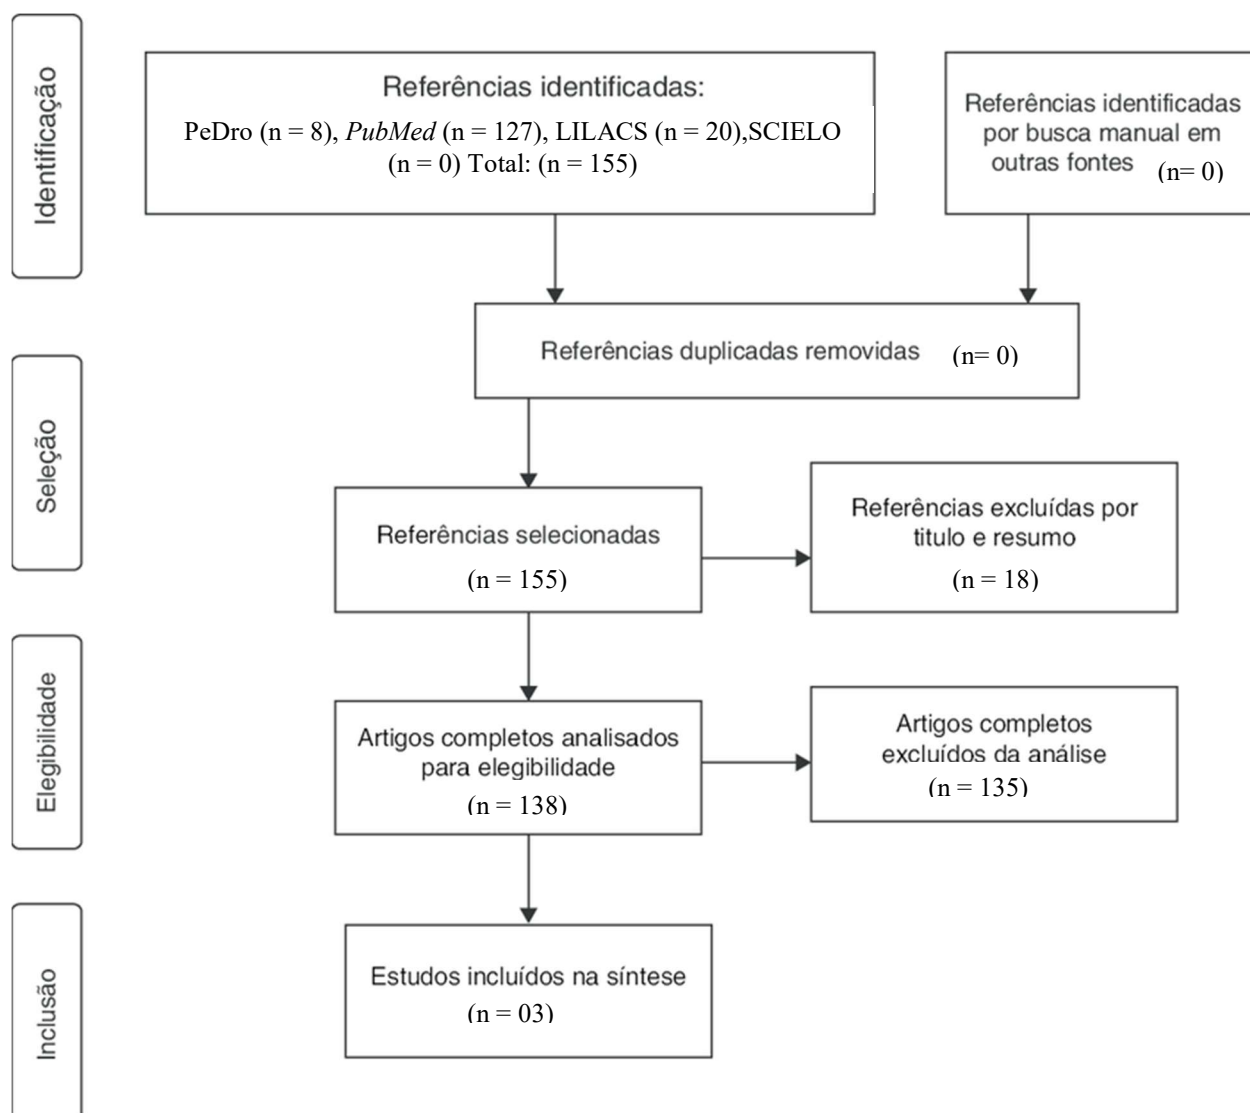 Identificação
Referências identificadas:
PeDro (n = 8), PubMed (n = 127), LILACS (n = 20),SCIELO
(n = 0) Total: (n = 155)
Referências identificadas
por busca manual em
outras fontes (n= 0)
Seleção
Referências duplicadas removidas (n= 0)
Referências selecionadas
(n = 155)
Referências excluídas por
titulo e resumo
(n = 18)
Elegibilidade
Artigos completos analisados
para elegibilidade
(n = 138)
Artigos completos
excluídos da análise
(n = 135)
Inclusão
Estudos incluídos na síntese
(n = 03)